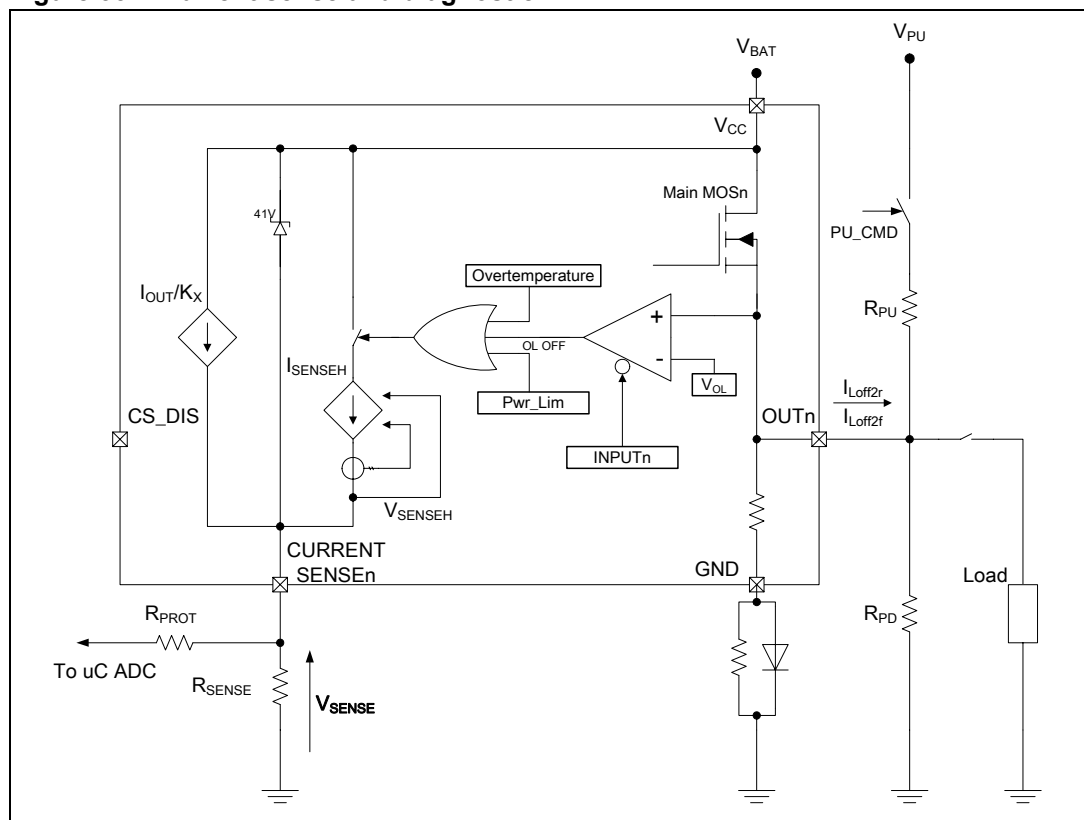 V_BAT
V_PU
V_CC
Main MOSn
41V
PU_CMD
Overtemperature
I_OUT/K_X
R_PU
+
OL OFF
-
I_SENSEH
V_OL
Pwr_Lim
I_Loff2r
CS_DIS
OUTn
I_Loff2f
INPUTn
V_SENSEH
CURRENT
SENSEn
GND
Load
R_PROT
R_PD
To uC ADC
R_SENSE
V_SENSE